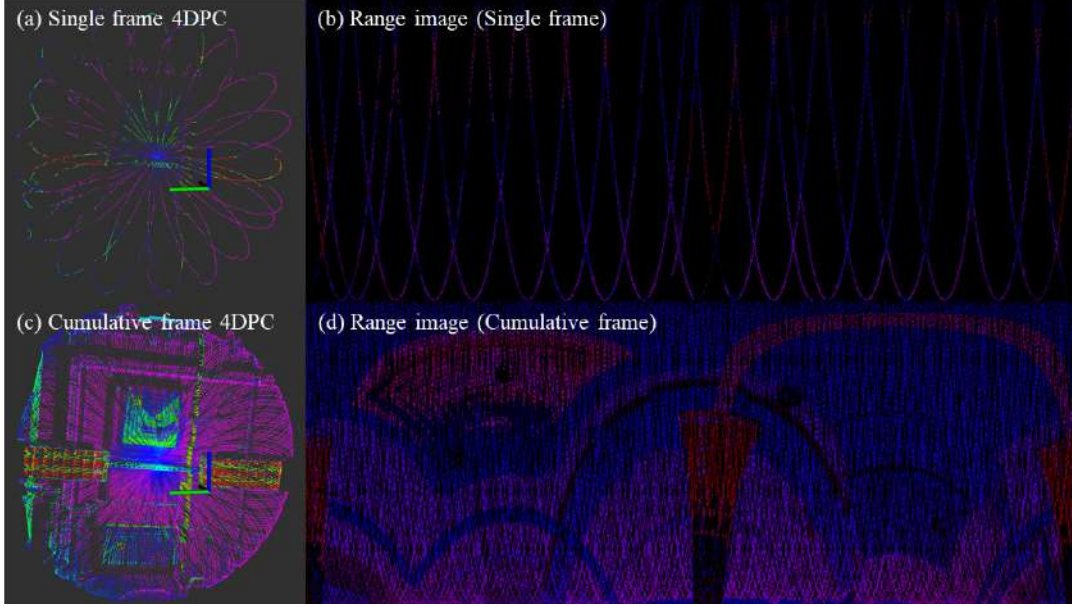 (a) Single frame 4DPC
(b) Range image (Single frame)
(c) Cumulative frame 4DPC
(d) Range image (Cumulative frame)